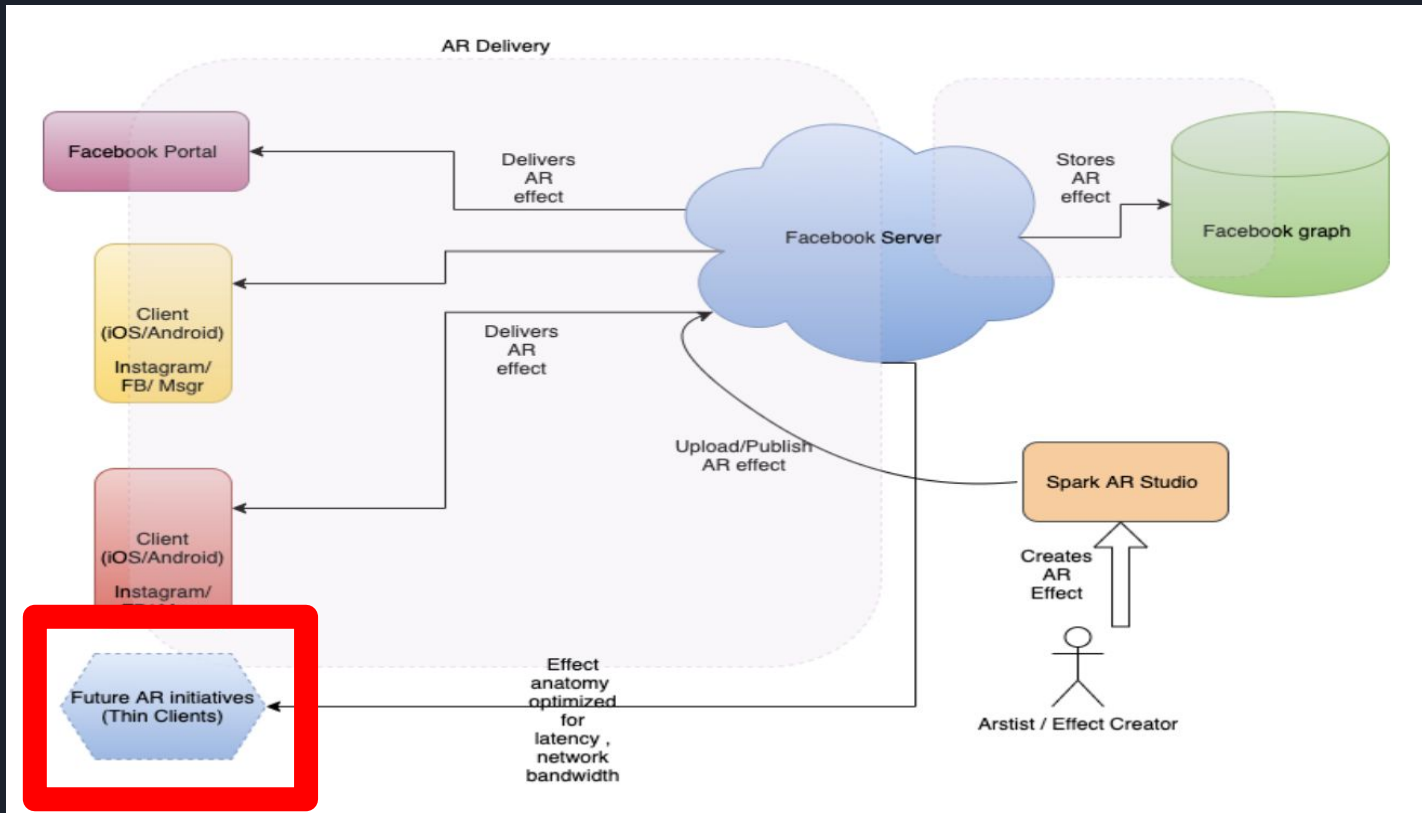 AR Delivery
Facebook Portal
Delivers
AR
effect
Facebook Server
Stores
AR
effect
Facebook graph
Client
(iOS/Android)
Instagram/
FB/ Msgr
Delivers
AR
effect
Upload/Publish
AR effect
Spark AR Studio
Client
(iOS/Android)
Instagram/
Creates
AR
Effect
Arstist / Effect Creator
Future AR initiatives
(Thin Clients)
Effect
anatomy
optimized
for
latency ,
network
bandwidth